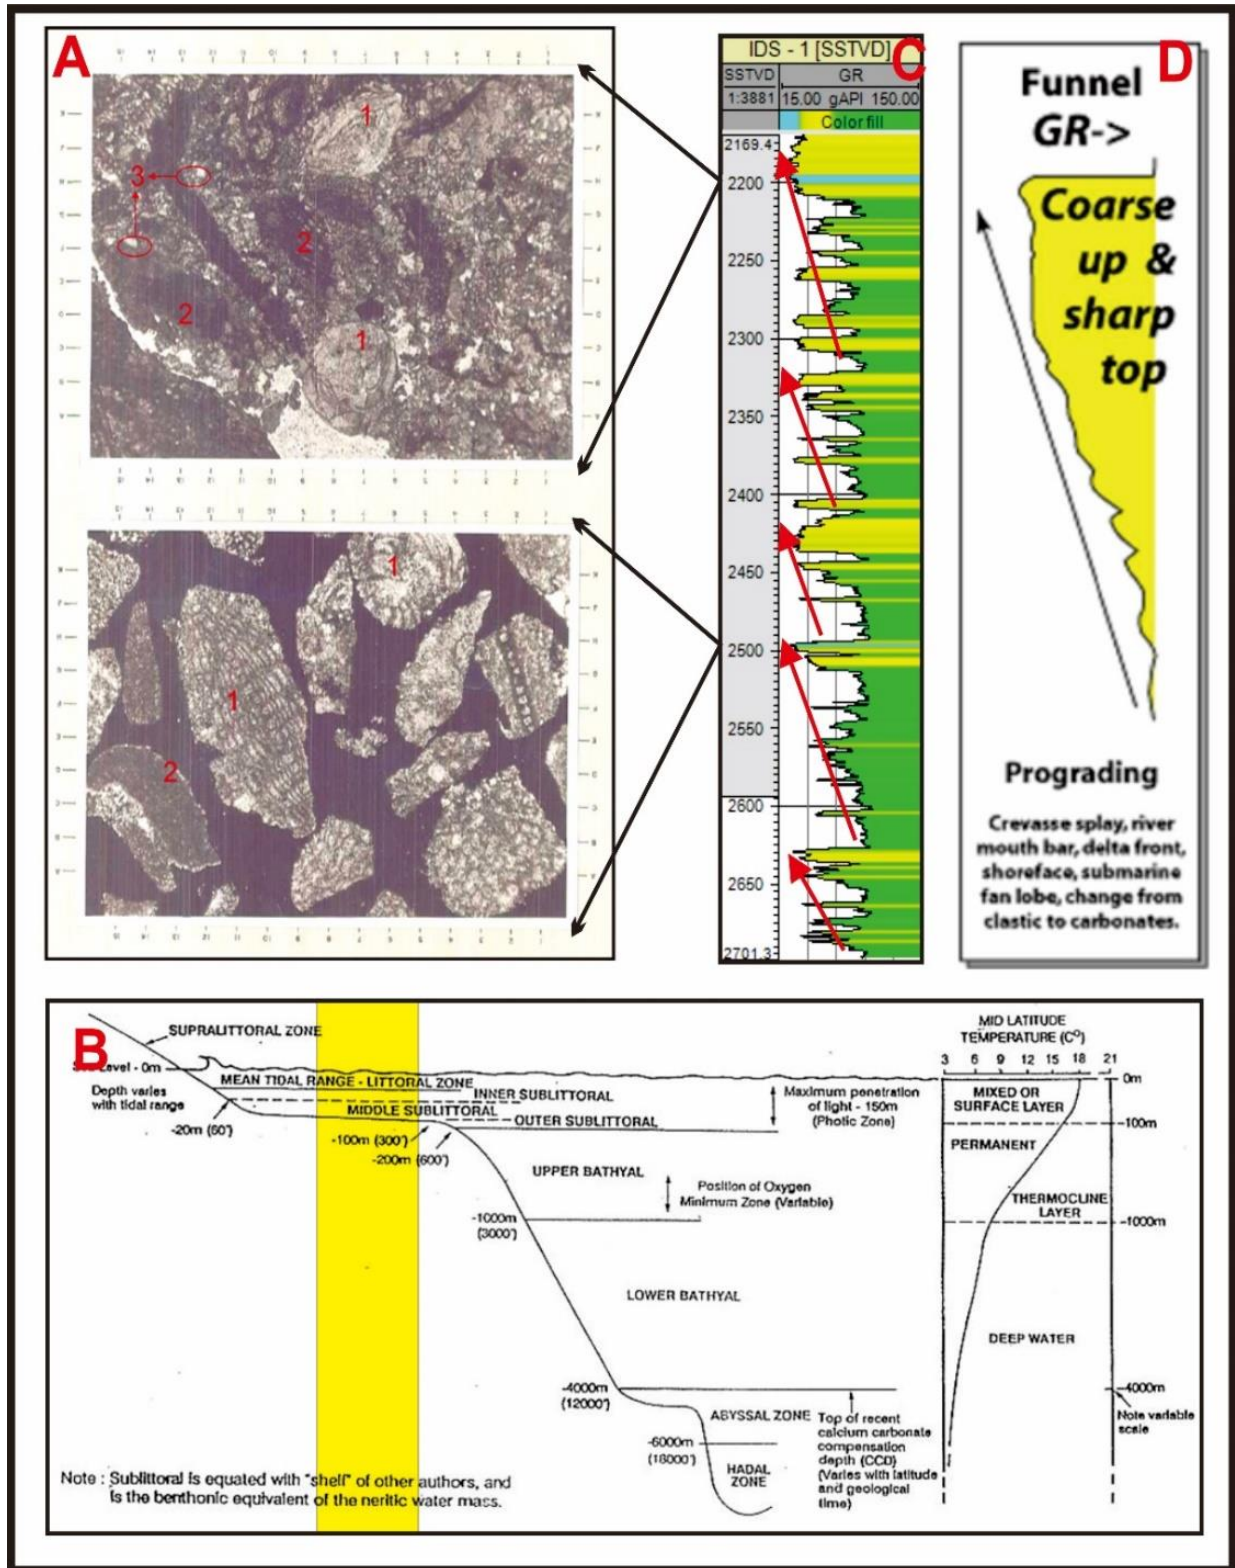 A
1
3
2
2
1
1
1
2
IDS - 1 [SSTVD]
C
SSTVD
GR
1:3881
15.00 gAPI 150.00
Color fill
2169.4
2200
2250
2300
2350
2400
2450
2500
2550
2600
2650
2701.3
D
Funnel
GR->
Coarse
up &
sharp
top
Prograding
Crevasse splay, river
mouth bar, delta front,
shoreface, submarine
fan lobe, change from
clastic to carbonates.
B
SUPRALITTORAL ZONE
Level - 0m
Depth varies
with tidal range
MEAN TIDAL RANGE - LITTORAL ZONE
INNER SUBLITTORAL
MIDDLE SUBLITTORAL
OUTER SUBLITTORAL
-20m (60')
-100m (300')
-200m (600')
Maximum penetration
of light - 150m
(Photic Zone)
UPPER BATHYAL
Position of Oxygen
Minimum Zone (Variable)
-1000m
(3000')
LOWER BATHYAL
-4000m
(12000')
ABYSSAL ZONE
-6000m
(18000')
HADAL
ZONE
Top of recent
calcium carbonate
compensation
depth (CCD)
(Varies with latitude
and geological
time)
MID LATITUDE
TEMPERATURE (C°)
3 6 9 12 15 18 21
0m
MIXED OR
SURFACE LAYER
-100m
PERMANENT
THERMOCLINE
LAYER
-1000m
DEEP WATER
-4000m
Note variable
scale
Note : Sublittoral is equated with "shelf" of other authors, and
is the benthonic equivalent of the neritic water mass.